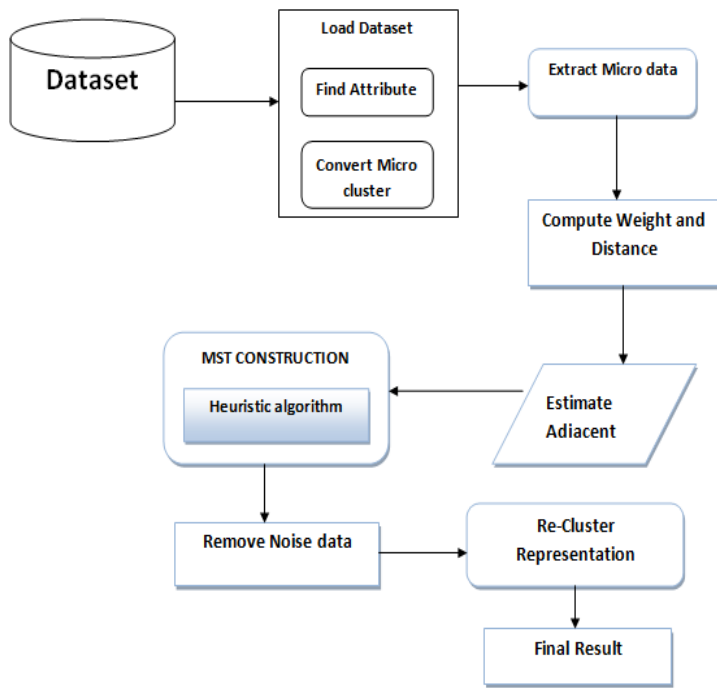 Dataset
Load Dataset
Find Attribute
Convert Micro
cluster
Extract Micro data
Compute Weight and
Distance
Estimate
Adiacent
MST CONSTRUCTION
Heuristic algorithm
Remove Noise data
Re-Cluster
Representation
Final Result